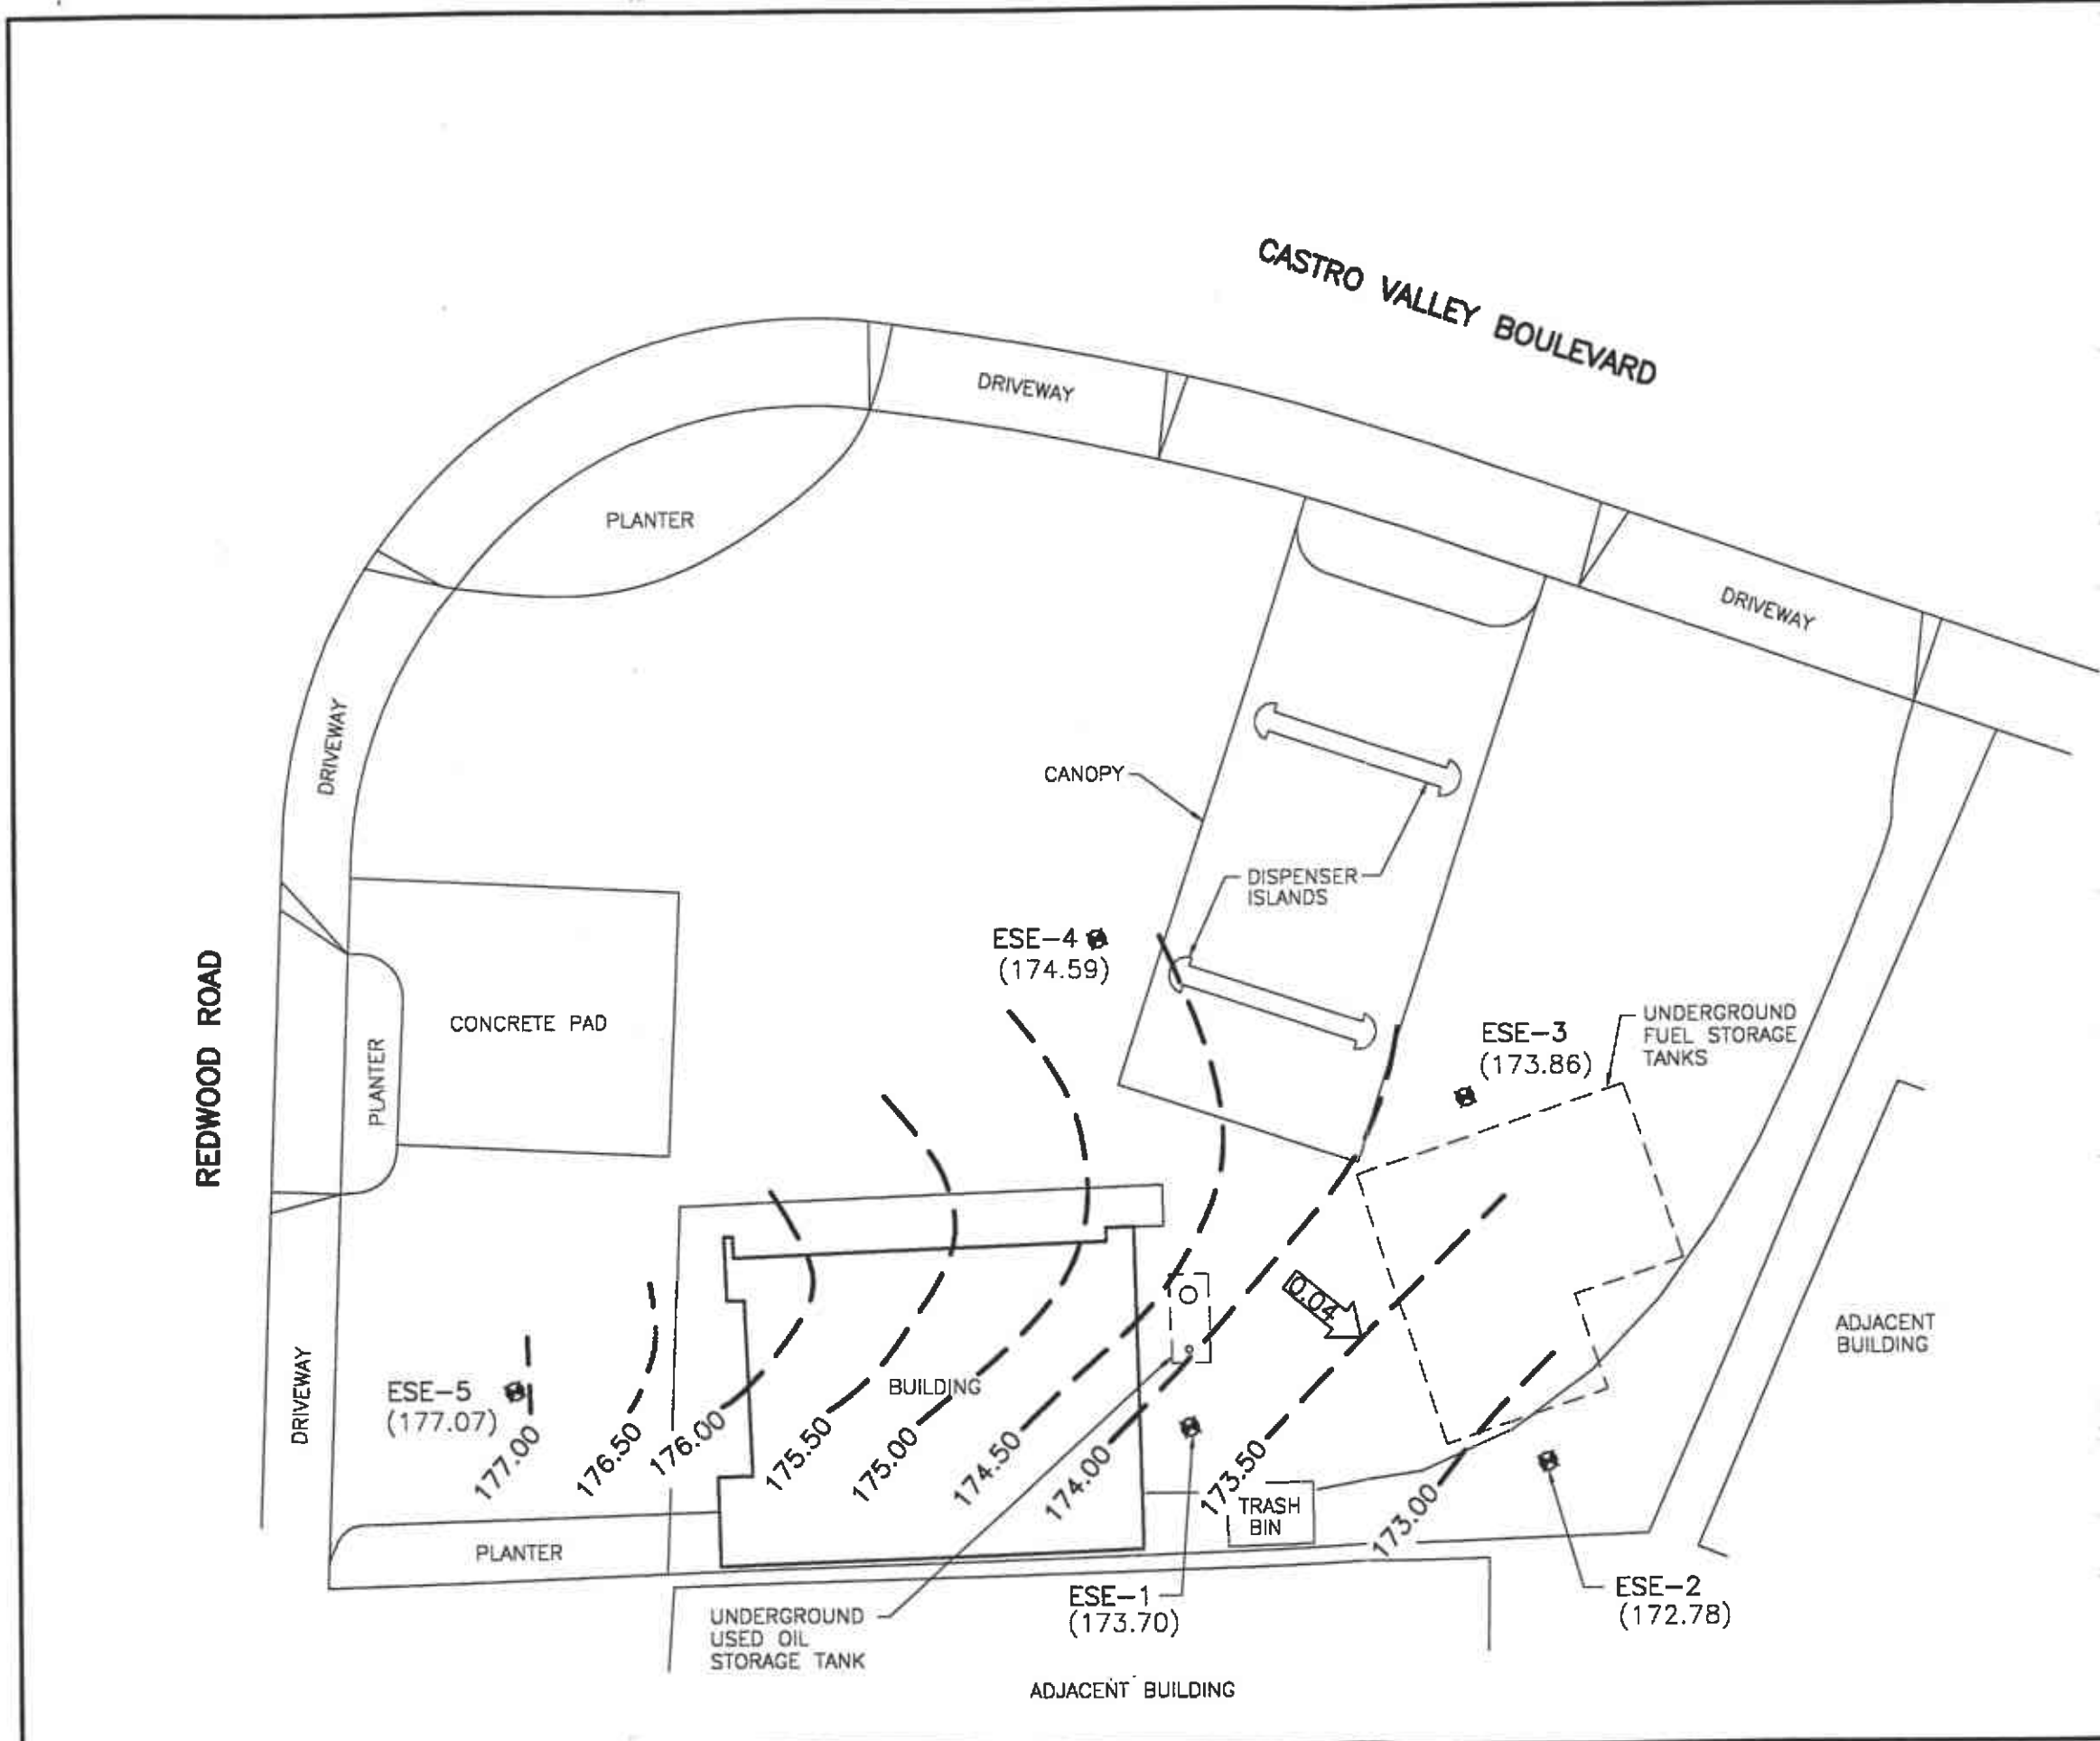 CASTRO VALLEY BOULEVARD
DRIVEWAY
PLANTER
DRIVEWAY
DRIVEWAY
CANOPY
DISPENSER
ISLANDS
ESE-4
(174.59)
REDWOOD ROAD
CONCRETE PAD
PLANTER
ESE-3
(173.86)
UNDERGROUND
FUEL STORAGE
TANKS
0.04
ADJACENT
BUILDING
DRIVEWAY
ESE-5
(177.07)
BUILDING
177.00
176.50
176.00
175.50
175.00
174.50
174.00
173.50
173.00
TRASH
BIN
PLANTER
ESE-1
(173.70)
ESE-2
(172.78)
UNDERGROUND
USED OIL
STORAGE TANK
ADJACENT BUILDING